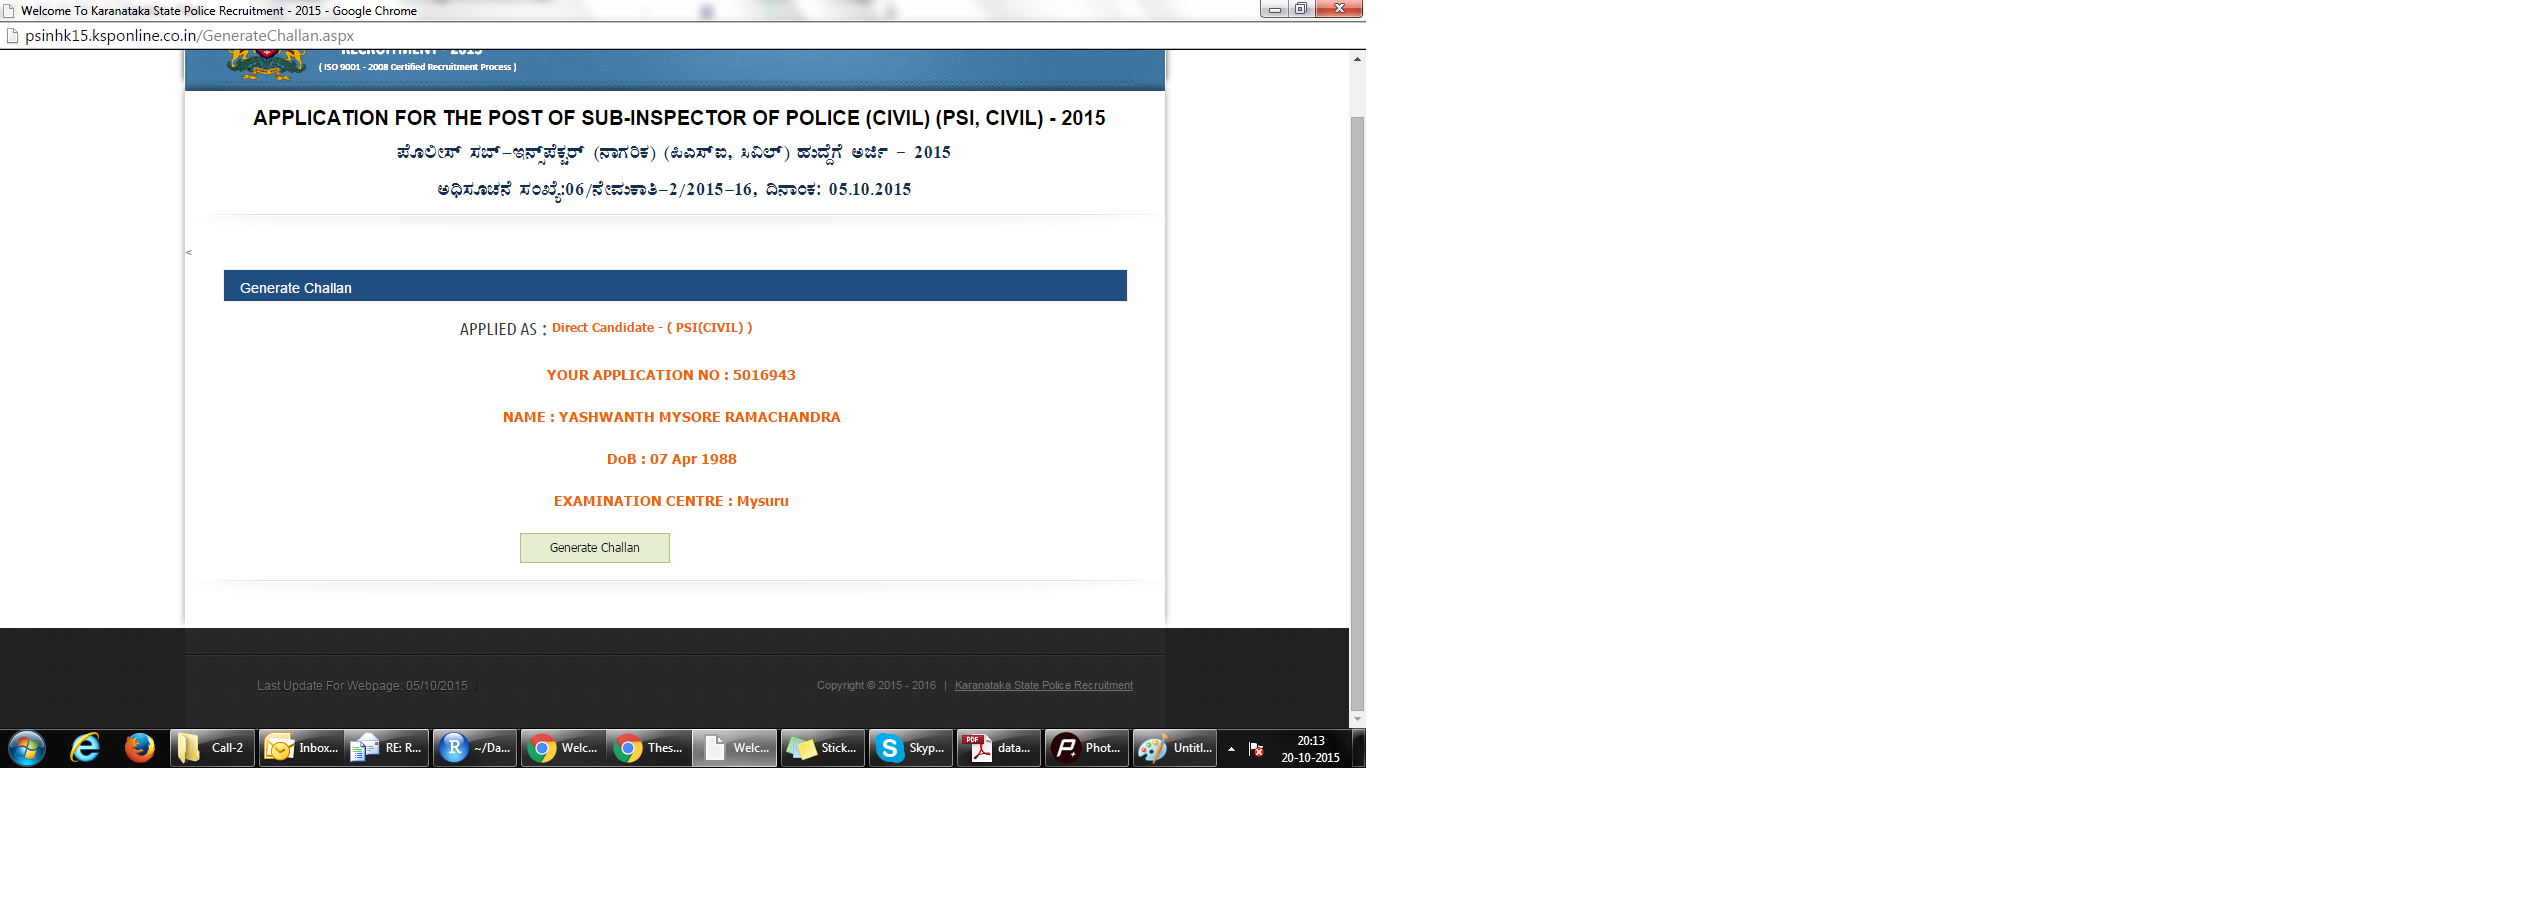 Welcome To Karanataka State Police Recruitment - 2015 - Google Chrome
psinhk15.ksponline.co.in/GenerateChallan.aspx
RECRUITMENT - 2015
( ISO 9001 - 2008 Certified Recruitment Process )
APPLICATION FOR THE POST OF SUB-INSPECTOR OF POLICE (CIVIL) (PSI, CIVIL) - 2015
ಪೊಲೀಸ್ ಸಬ್-ಇನ್ಸ್‌ಪೆಕ್ಟರ್ (ನಾಗರಿಕ) (ಪಿಎಸ್ಐ, ಸಿವಿಲ್) ಹುದ್ದೆಗೆ ಅರ್ಜಿ - 2015
ಅಧಿಸೂಚನೆ ಸಂಖ್ಯೆ:06/ನೇಮಕಾತಿ-2/2015-16, ದಿನಾಂಕ: 05.10.2015
<
Generate Challan
APPLIED AS : Direct Candidate - ( PSI(CIVIL) )
YOUR APPLICATION NO : 5016943
NAME : YASHWANTH MYSORE RAMACHANDRA
DoB : 07 Apr 1988
EXAMINATION CENTRE : Mysuru
Generate Challan
Last Update For Webpage: 05/10/2015 |
Copyright © 2015 - 2016 | Karanataka State Police Recruitment
Call-2 Inbox... RE: R... ~/Da... Welc... Thes... Welc... Stick... Skyp... data... Phot... Untitl... 20:13
20-10-2015